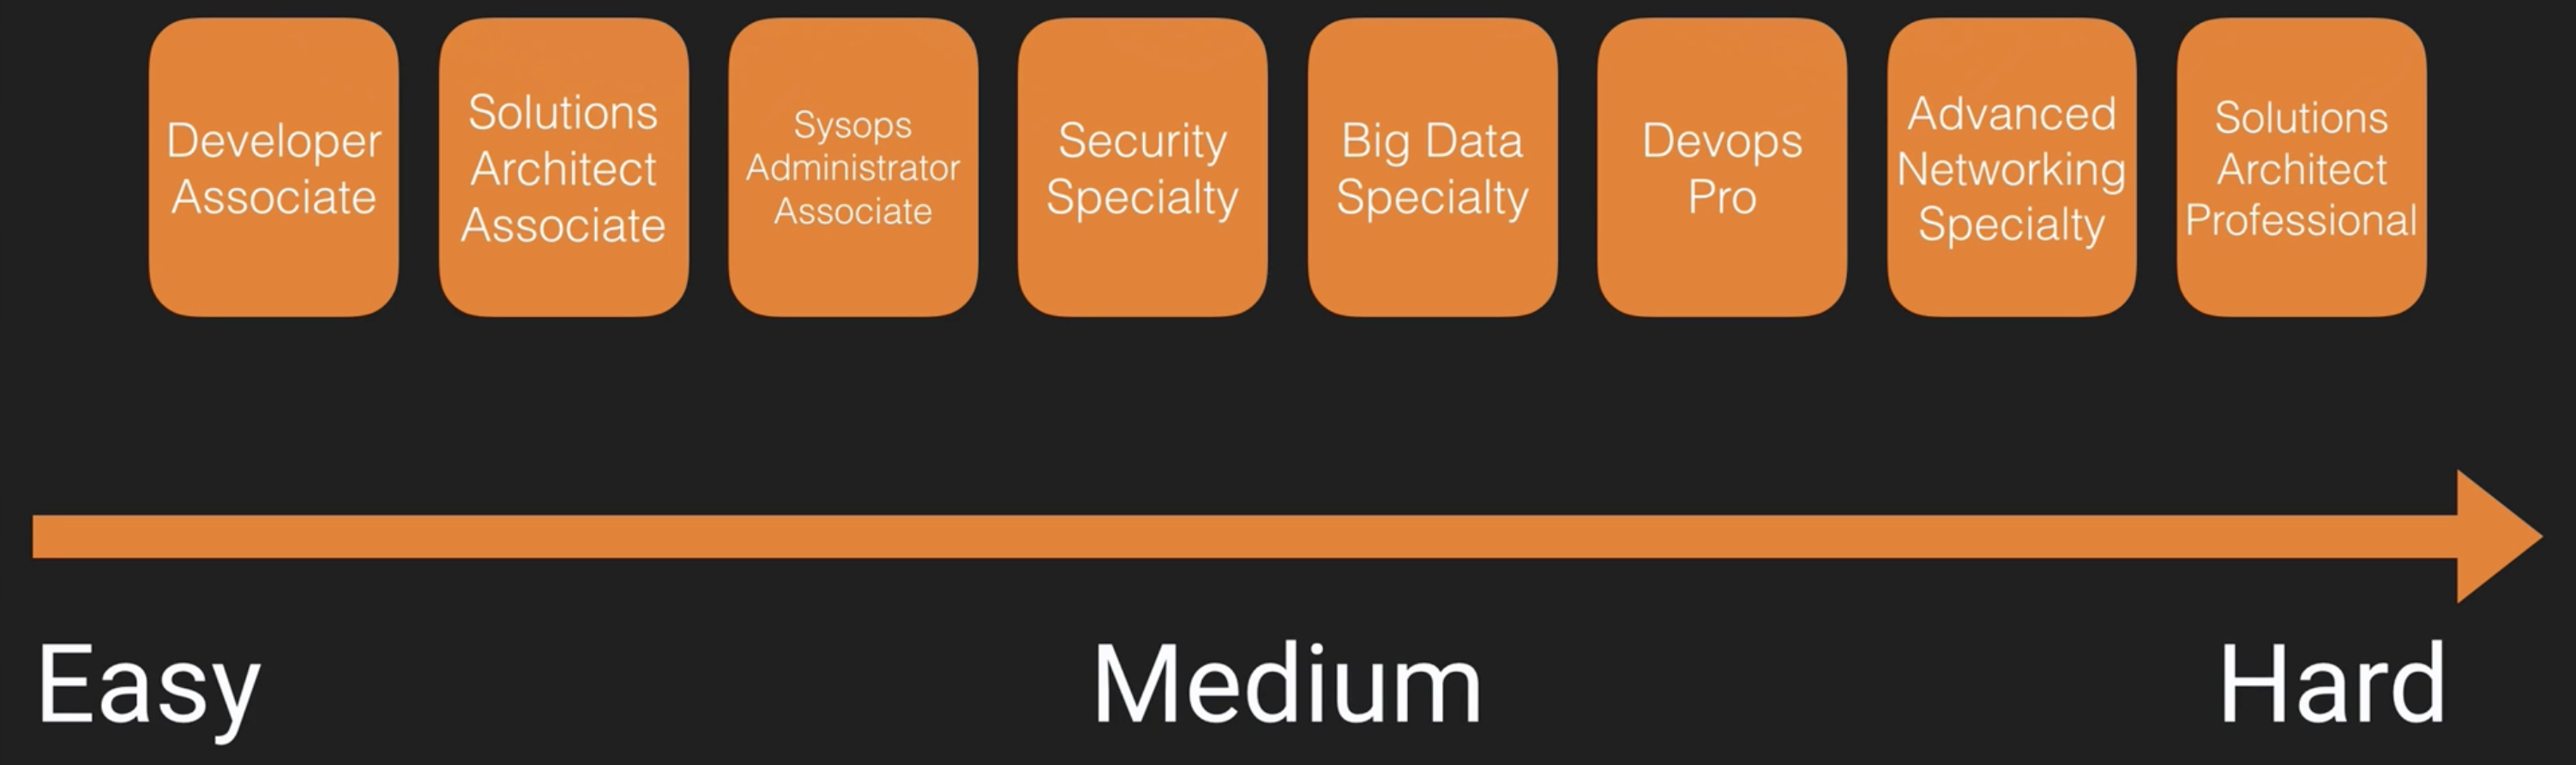 Developer
Associate
Solutions
Architect
Associate
Sysops
Administrator
Associate
Security
Specialty
Big Data
Specialty
Devops
Pro
Advanced
Networking
Specialty
Solutions
Architect
Professional
Easy
Medium
Hard